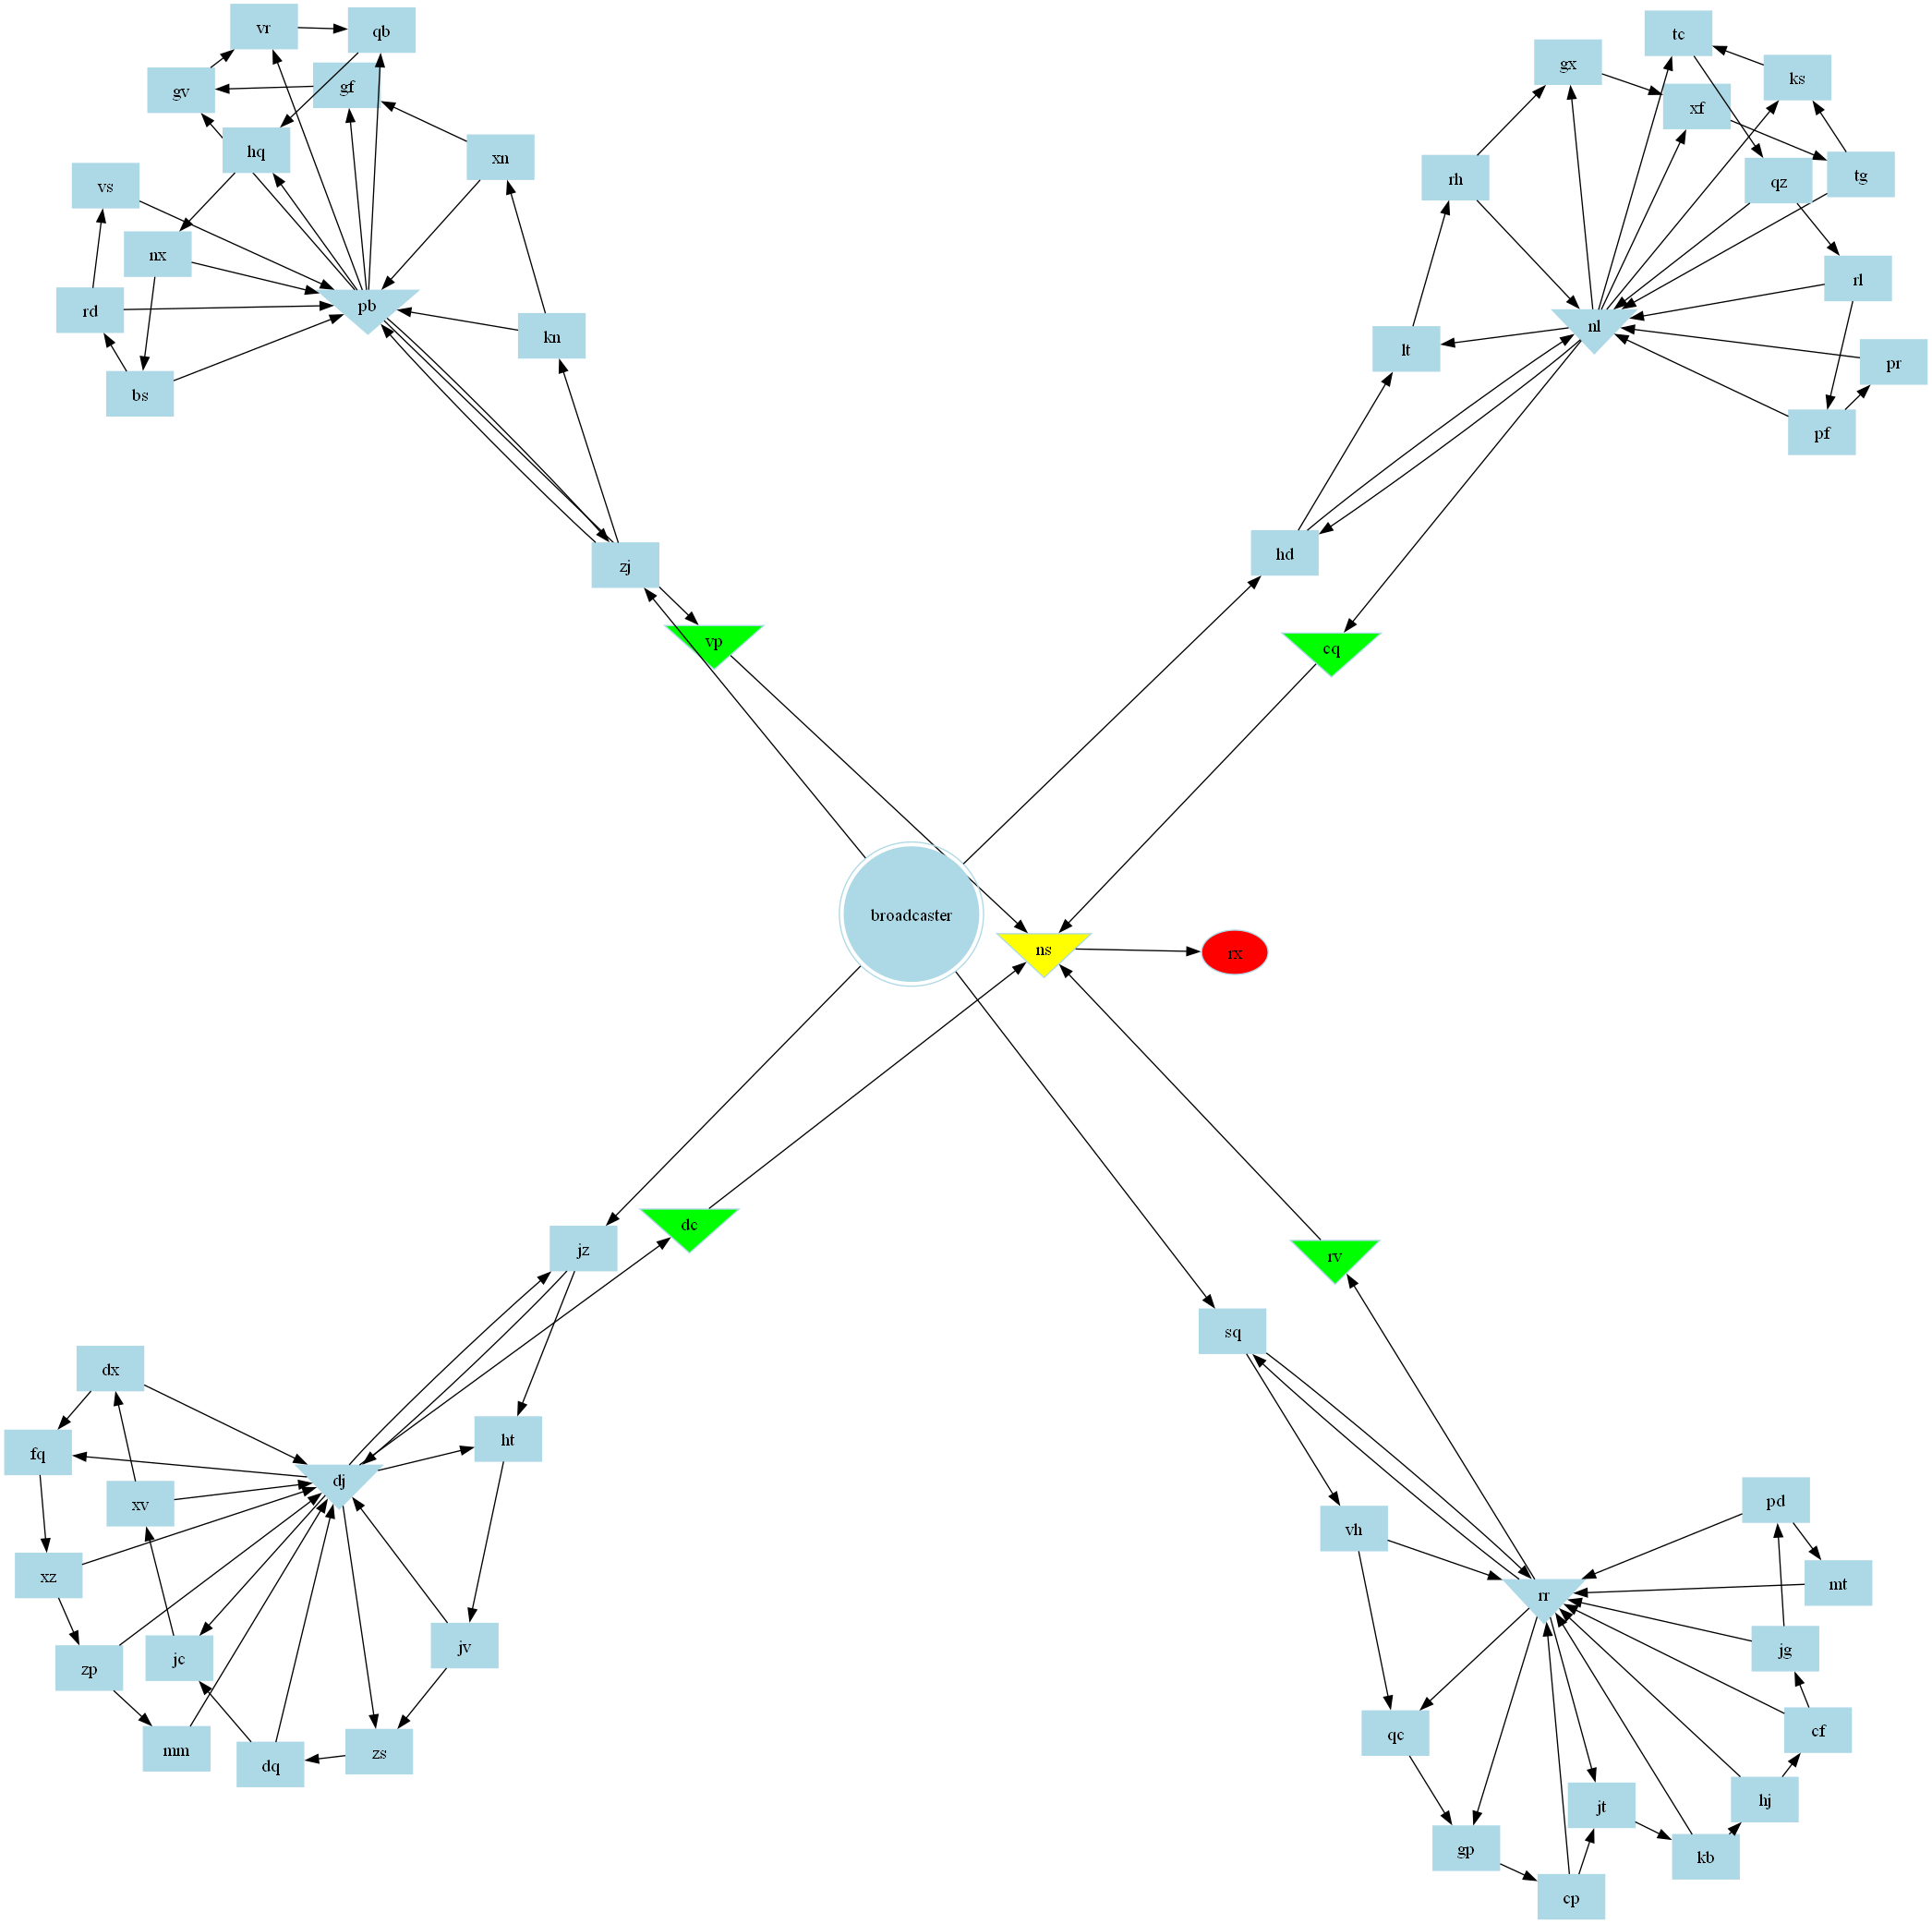 vr
qb
tc
gx
ks
gv
gf
xf
hq
xn
rh
qz
tg
vs
nx
rl
rd
pb
nl
kn
lt
pr
bs
pf
hd
zj
vp
cq
broadcaster
ns
rx
jz
dc
rv
sq
dx
ht
fq
dj
xv
pd
vh
xz
mt
rr
jv
jg
zp
jc
cf
qc
mm
zs
dq
hj
jt
gp
kb
cp